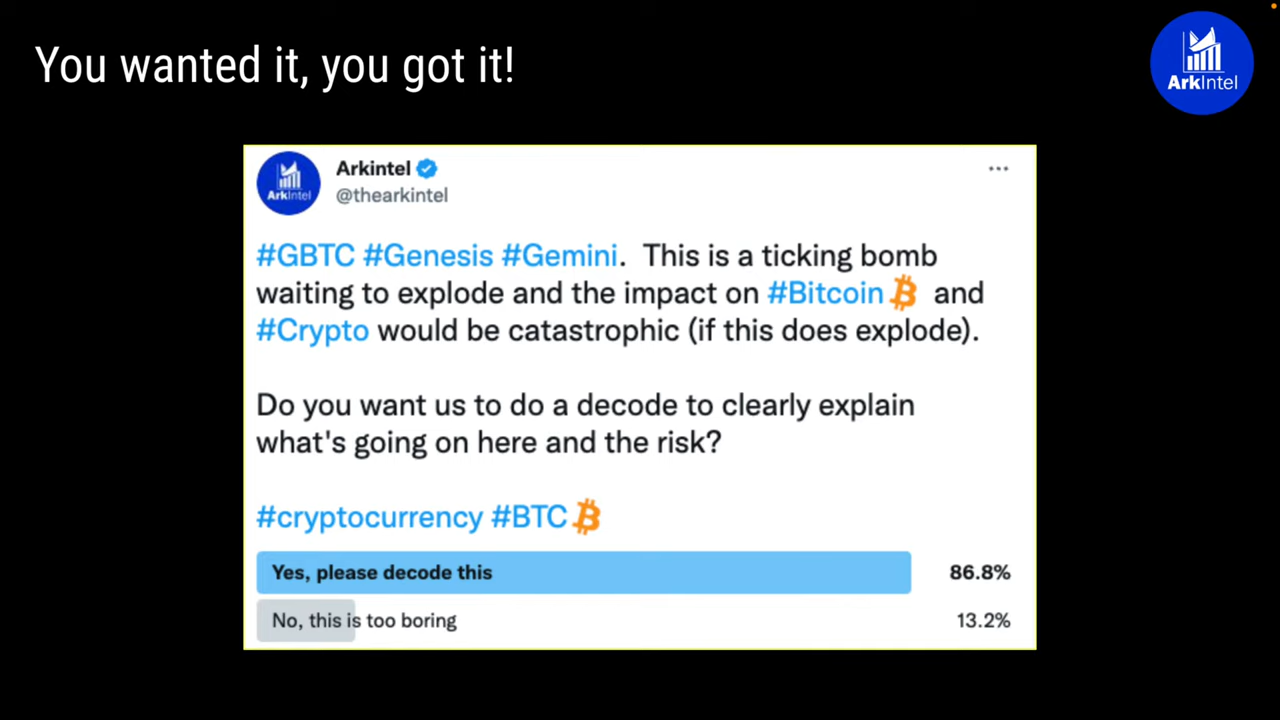 You wanted it, you got it!
ArkIntel
ArkIntel
Arkintel
@thearkintel
#GBTC #Genesis #Gemini. This is a ticking bomb
waiting to explode and the impact on #Bitcoin and
#Crypto would be catastrophic (if this does explode).
Do you want us to do a decode to clearly explain
what's going on here and the risk?
#cryptocurrency #BTC
Yes, please decode this 86.8%
No, this is too boring 13.2%